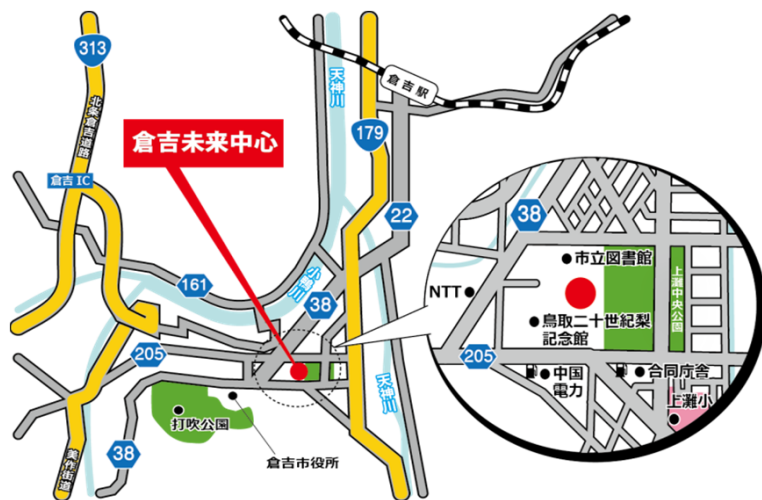 313
北条倉吉道路
倉吉 IC
倉吉未来中心
天神川
倉吉駅
179
22
161
小鴨川
38
205
天神川
打吹公園
倉吉市役所
38
美作街道
38
市立図書館
上灘中央公園
NTT
鳥取二十世紀梨
記念館
205
中国
電力
合同庁舎
上灘小